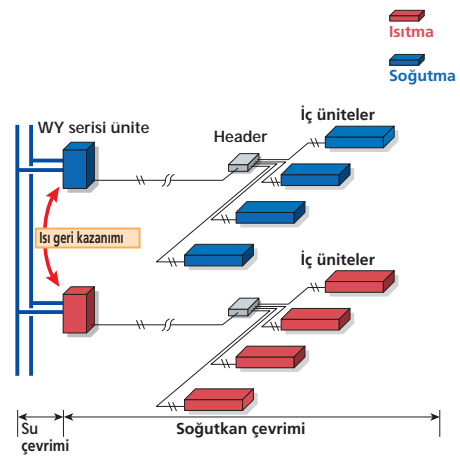 Isıtma
Soğutma
İç üniteler
WY serisi ünite
Header
Isı geri kazanımı
İç üniteler
Su
çevrimi
Soğutkan çevrimi